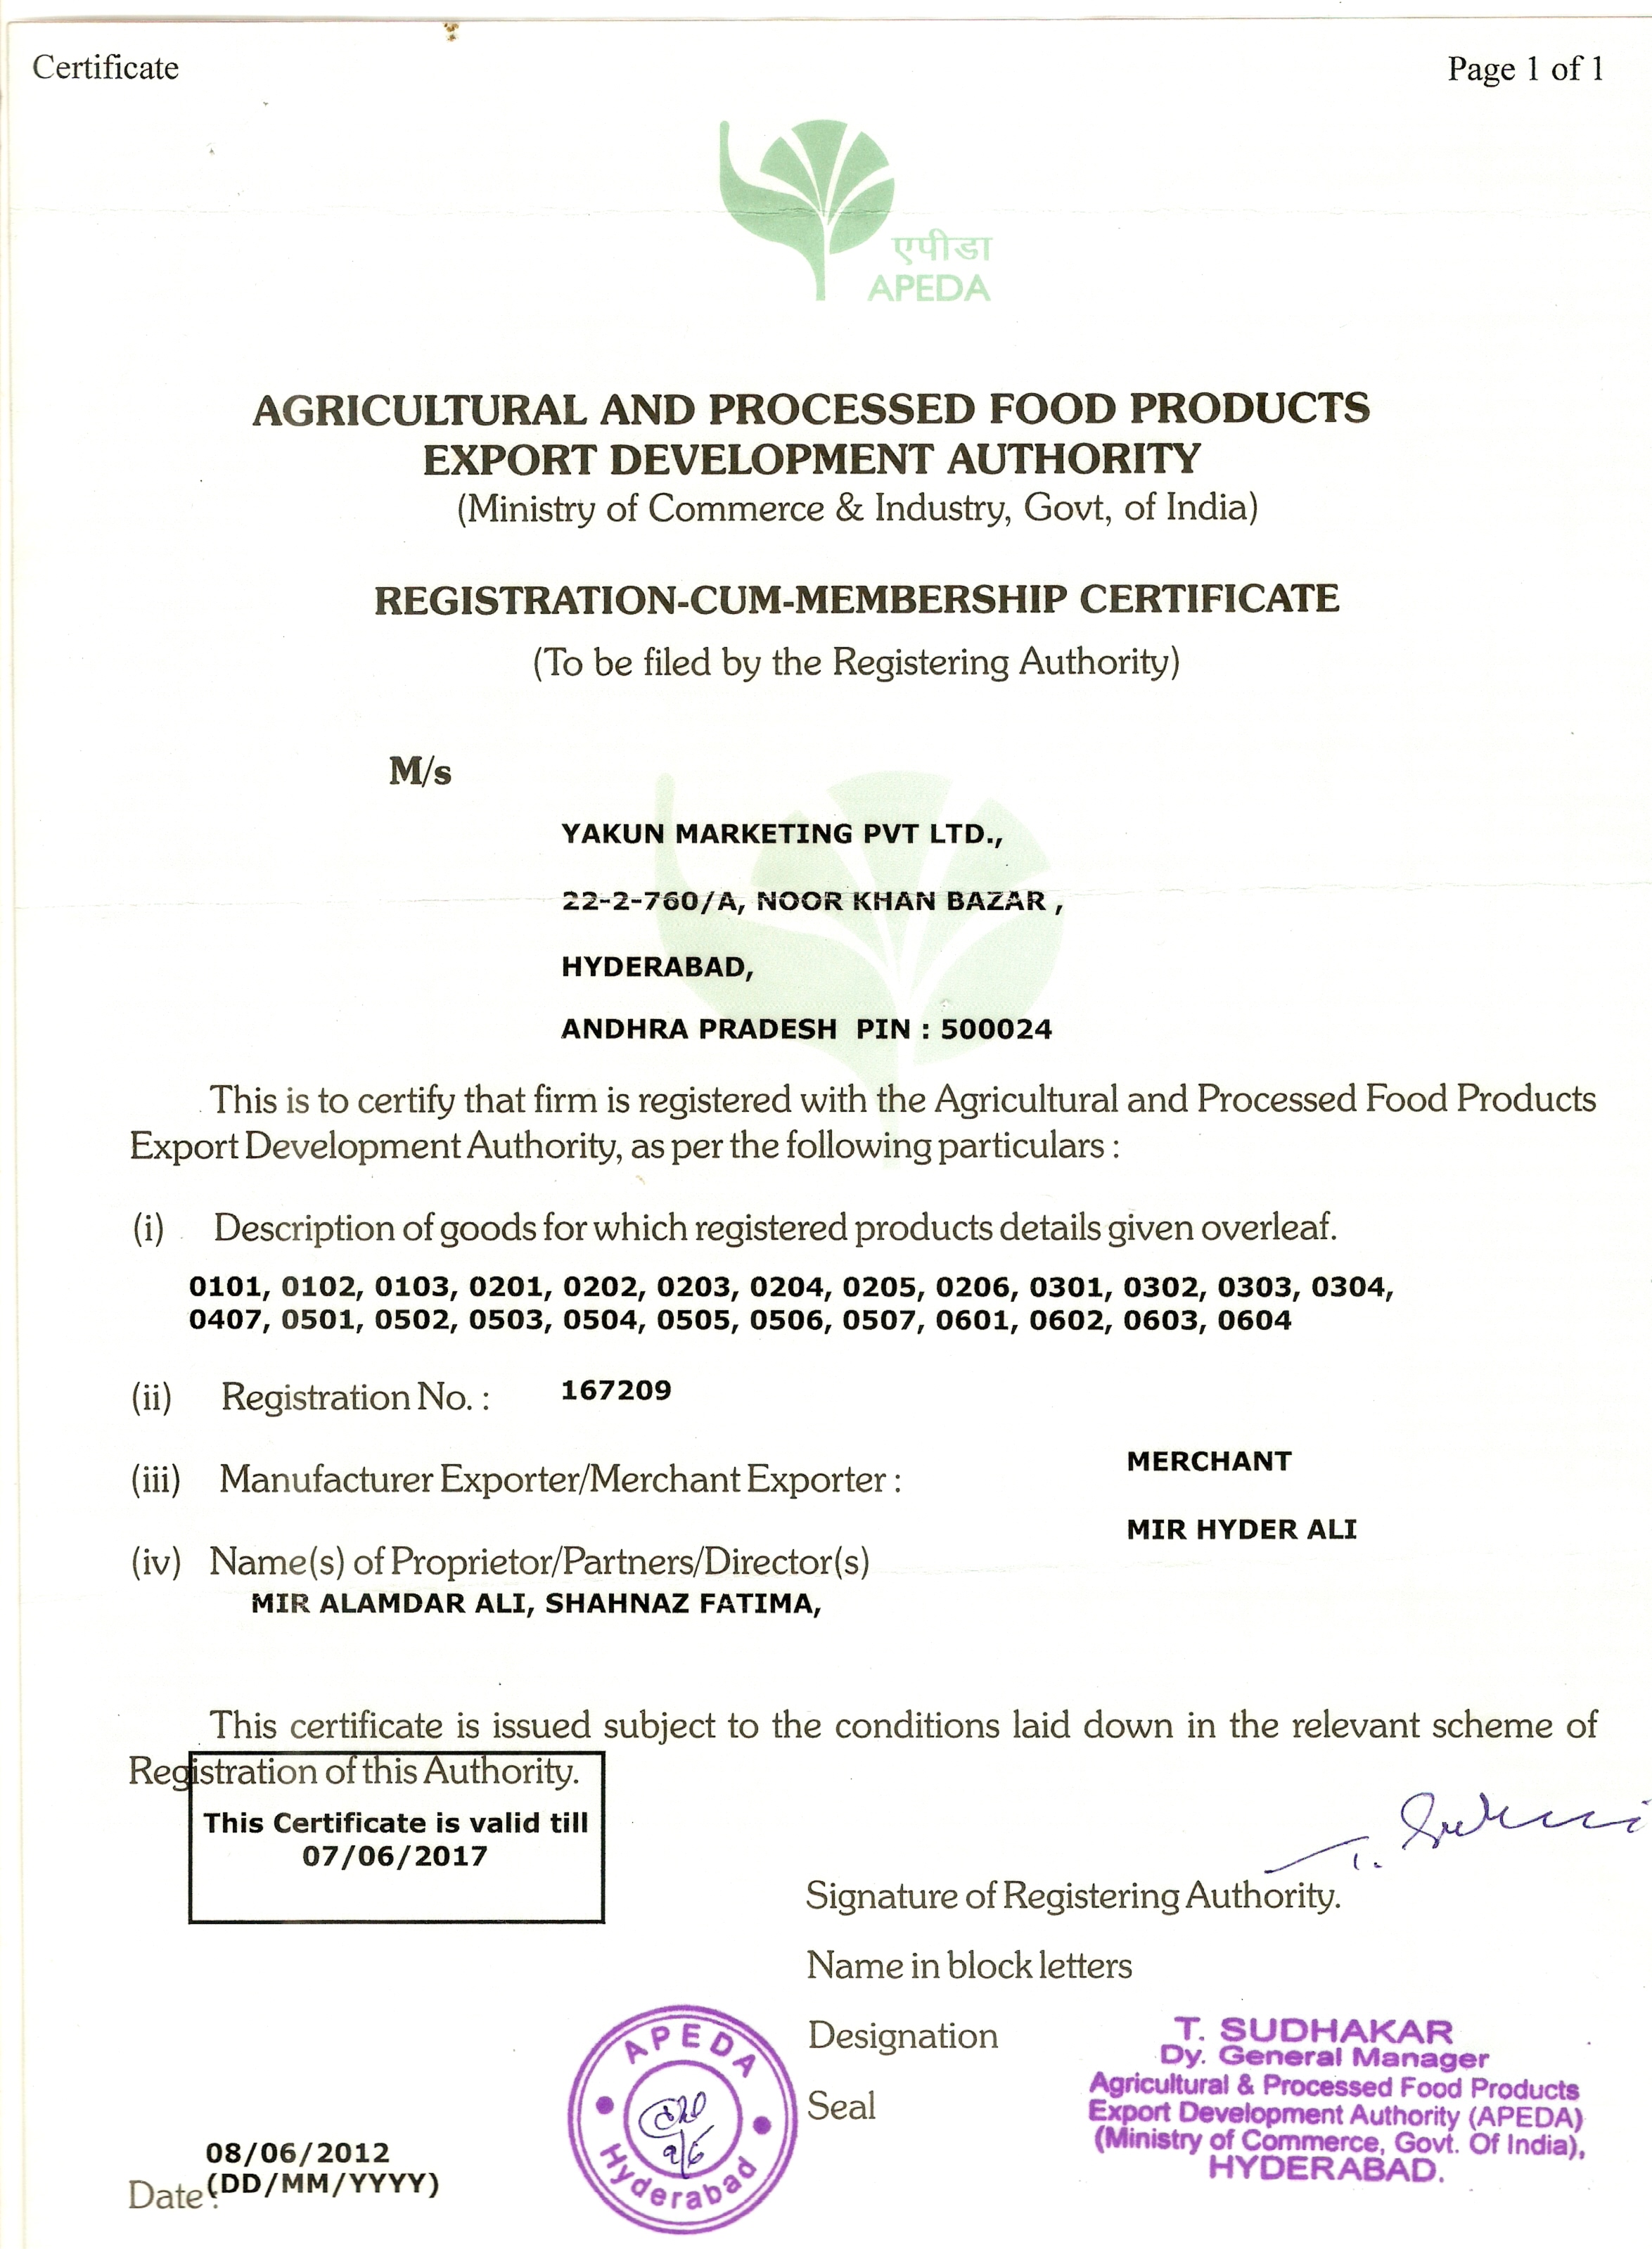 Certificate
Page 1 of 1
एपीडा
APEDA
AGRICULTURAL AND PROCESSED FOOD PRODUCTS
EXPORT DEVELOPMENT AUTHORITY
(Ministry of Commerce & Industry, Govt, of India)
REGISTRATION-CUM-MEMBERSHIP CERTIFICATE
(To be filed by the Registering Authority)
M/s
YAKUN MARKETING PVT LTD.,
22-2-760/A, NOOR KHAN BAZAR ,
HYDERABAD,
ANDHRA PRADESH PIN : 500024
This is to certify that firm is registered with the Agricultural and Processed Food Products
Export Development Authority, as per the following particulars :
(i) Description of goods for which registered products details given overleaf.
0101, 0102, 0103, 0201, 0202, 0203, 0204, 0205, 0206, 0301, 0302, 0303, 0304,
0407, 0501, 0502, 0503, 0504, 0505, 0506, 0507, 0601, 0602, 0603, 0604
(ii) Registration No. : 167209
(iii) Manufacturer Exporter/Merchant Exporter : MERCHANT
MIR HYDER ALI
(iv) Name(s) of Proprietor/Partners/Director(s)
MIR ALAMDAR ALI, SHAHNAZ FATIMA,
This certificate is issued subject to the conditions laid down in the relevant scheme of
Registration of this Authority.
This Certificate is valid till
07/06/2017
Signature of Registering Authority.
Name in block letters
Designation
Seal
T. SUDHAKAR
Dy. General Manager
Agricultural & Processed Food Products
Export Development Authority (APEDA)
(Ministry of Commerce, Govt. Of India),
HYDERABAD.
APEDA
9/6
Hyderabad
08/06/2012
Date : (DD/MM/YYYY)